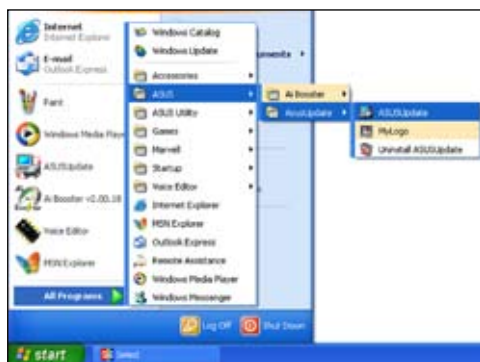 Internet
Internet Explorer
E-mail
Outlook Express
Paint
Windows Media Player
ASUSUpdate
Ai Booster v2.00.18
Voice Editor
MSN Explorer
All Programs
Windows Catalog
Windows Update
Accessories
ASUS
ASUS Utility
Games
Marvell
Startup
Voice Editor
Internet Explorer
MSN Explorer
Outlook Express
Remote Assistance
Windows Media Player
Windows Messenger
Ai Booster
AsusUpdate
ASUSUpdate
MyLogo
Uninstall ASUSUpdate
Log Off
Shut Down
start